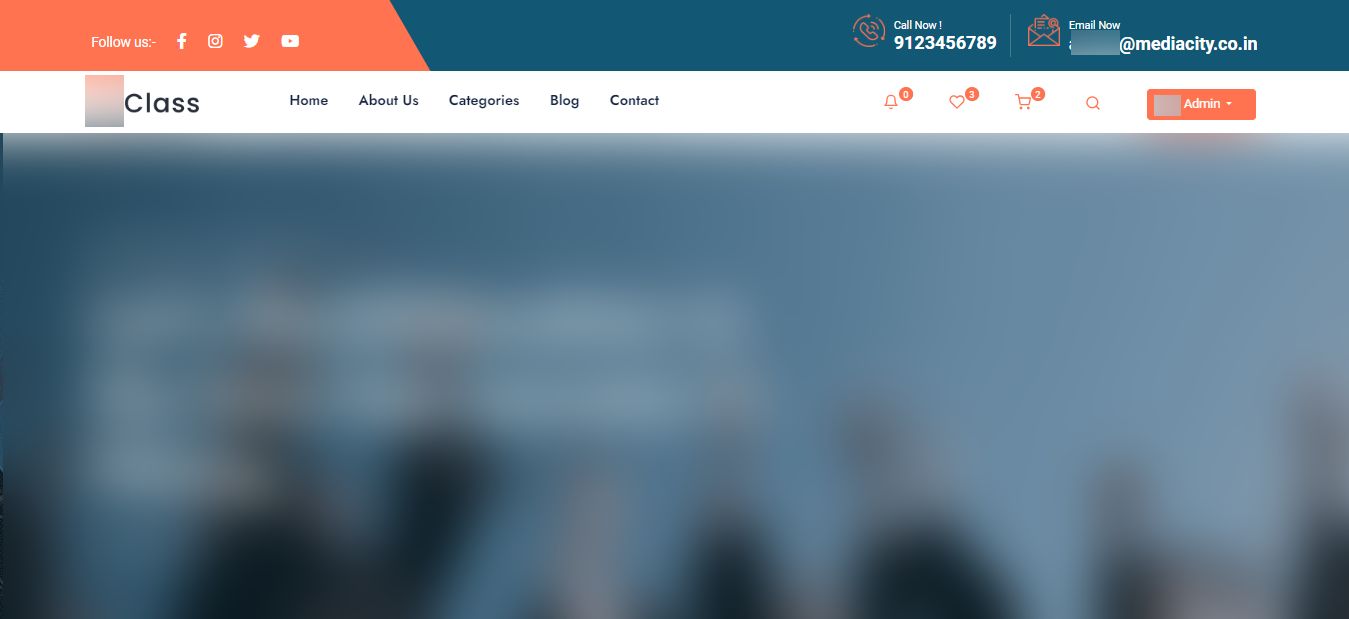 Follow us:-
Call Now !
9123456789
Email Now
@mediacity.co.in
Class
Home
About Us
Categories
Blog
Contact
0
3
2
Admin